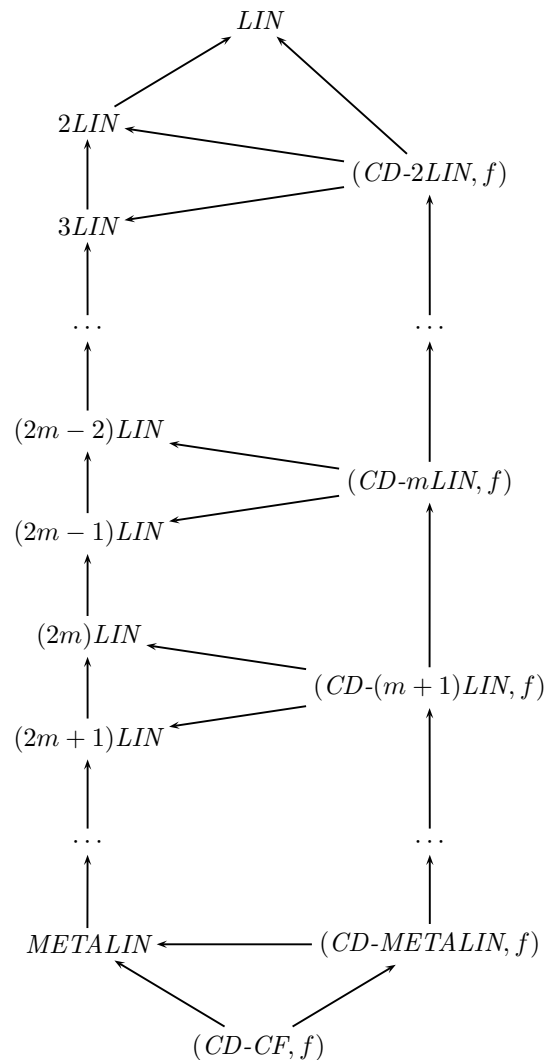 LIN
2LIN
(CD-2LIN, f)
3LIN
··· ···
(2m − 2)LIN
(CD-mLIN, f)
(2m − 1)LIN
(2m)LIN
(CD-(m + 1)LIN, f)
(2m + 1)LIN
··· ···
METALIN (CD-METALIN, f)
(CD-CF, f)